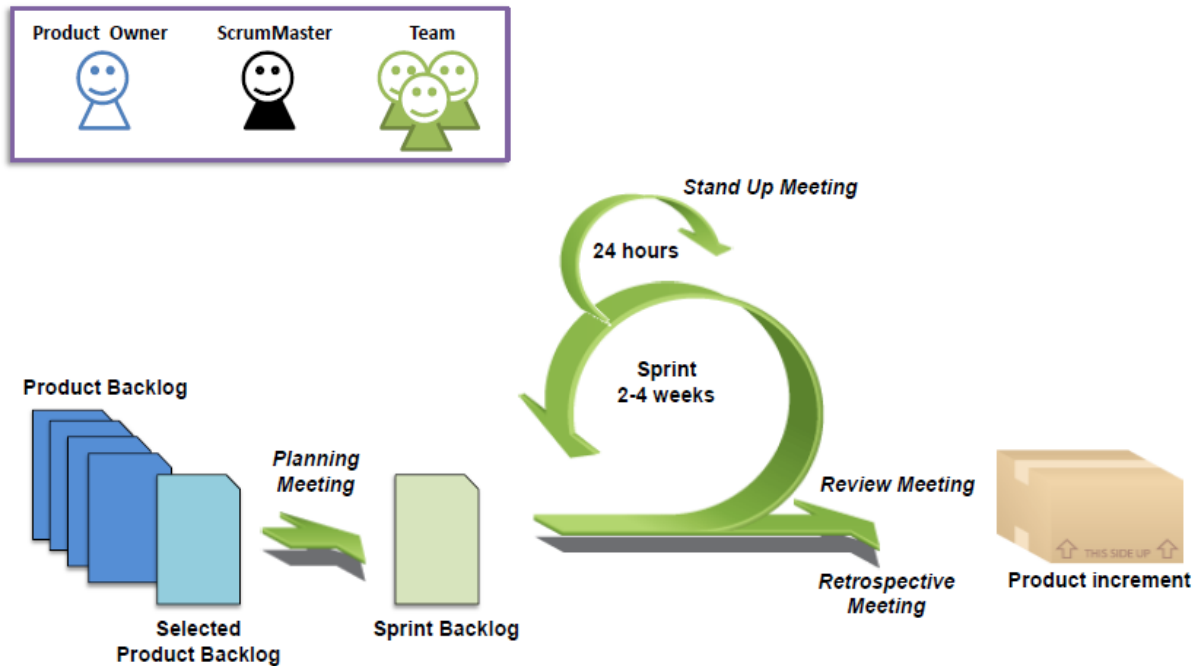 Product Owner
ScrumMaster
Team
Stand Up Meeting
24 hours
Sprint
2-4 weeks
Product Backlog
Planning
Meeting
Review Meeting
THIS SIDE UP
Product increment
Retrospective
Meeting
Selected
Product Backlog
Sprint Backlog